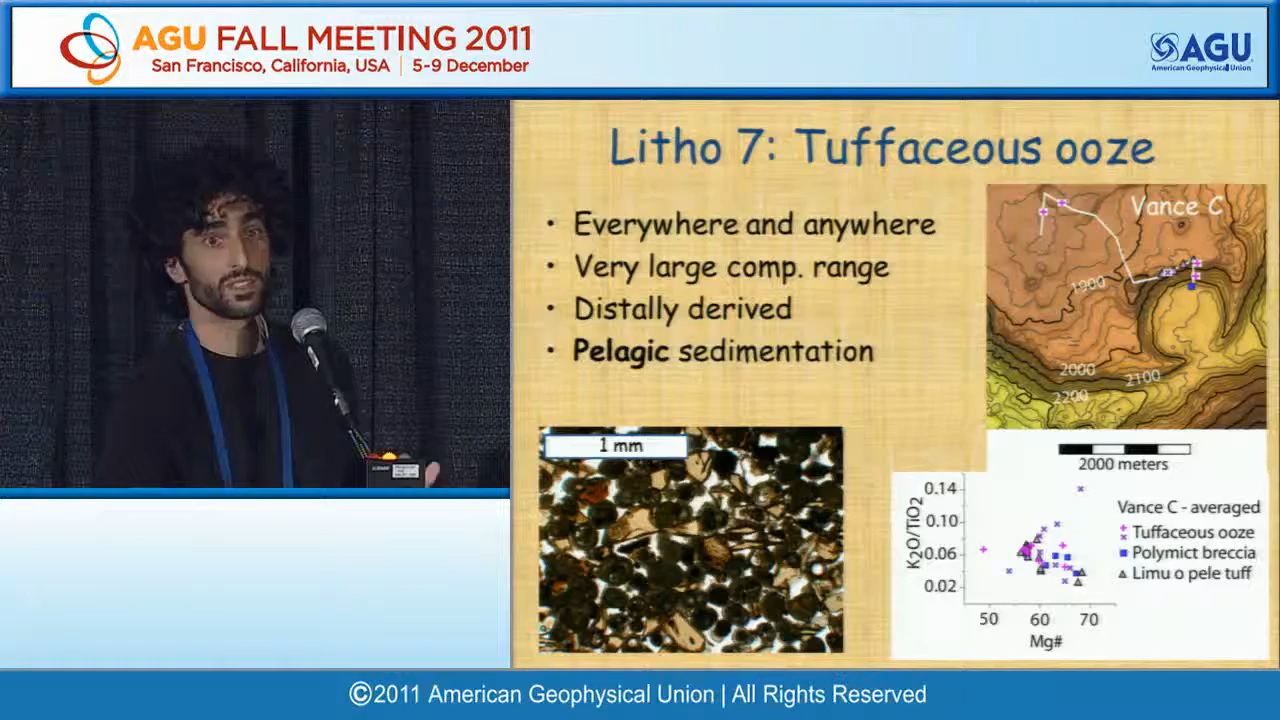 AGU FALL MEETING 2011
San Francisco, California, USA | 5-9 December
AGU
American Geophysical Union
Litho 7: Tuffaceous ooze
• Everywhere and anywhere
• Very large comp. range
• Distally derived
• Pelagic sedimentation
Vance C
1900
2000
2100
2200
2000 meters
1 mm
K2O/TiO2
0.14
0.10
0.06
0.02
50 60 70
Mg#
Vance C - averaged
Tuffaceous ooze
Polymict breccia
Limu o pele tuff
©2011 American Geophysical Union | All Rights Reserved